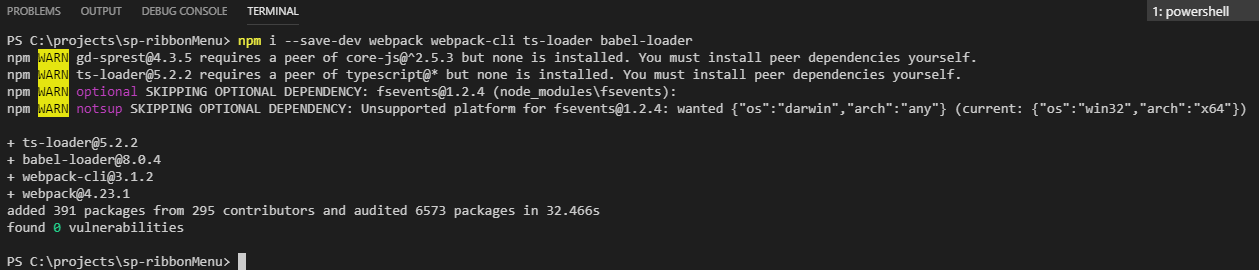 PROBLEMS OUTPUT DEBUG CONSOLE TERMINAL 1: powershell
PS C:\projects\sp-ribbonMenu> npm i --save-dev webpack webpack-cli ts-loader babel-loader
npm WARN gd-sprest@4.3.5 requires a peer of core-js@^2.5.3 but none is installed. You must install peer dependencies yourself.
npm WARN ts-loader@5.2.2 requires a peer of typescript@* but none is installed. You must install peer dependencies yourself.
npm WARN optional SKIPPING OPTIONAL DEPENDENCY: fsevents@1.2.4 (node_modules\fsevents):
npm WARN notsup SKIPPING OPTIONAL DEPENDENCY: Unsupported platform for fsevents@1.2.4: wanted {"os":"darwin","arch":"any"} (current: {"os":"win32","arch":"x64"})
+ ts-loader@5.2.2
+ babel-loader@8.0.4
+ webpack-cli@3.1.2
+ webpack@4.23.1
added 391 packages from 295 contributors and audited 6573 packages in 32.466s
found 0 vulnerabilities
PS C:\projects\sp-ribbonMenu>